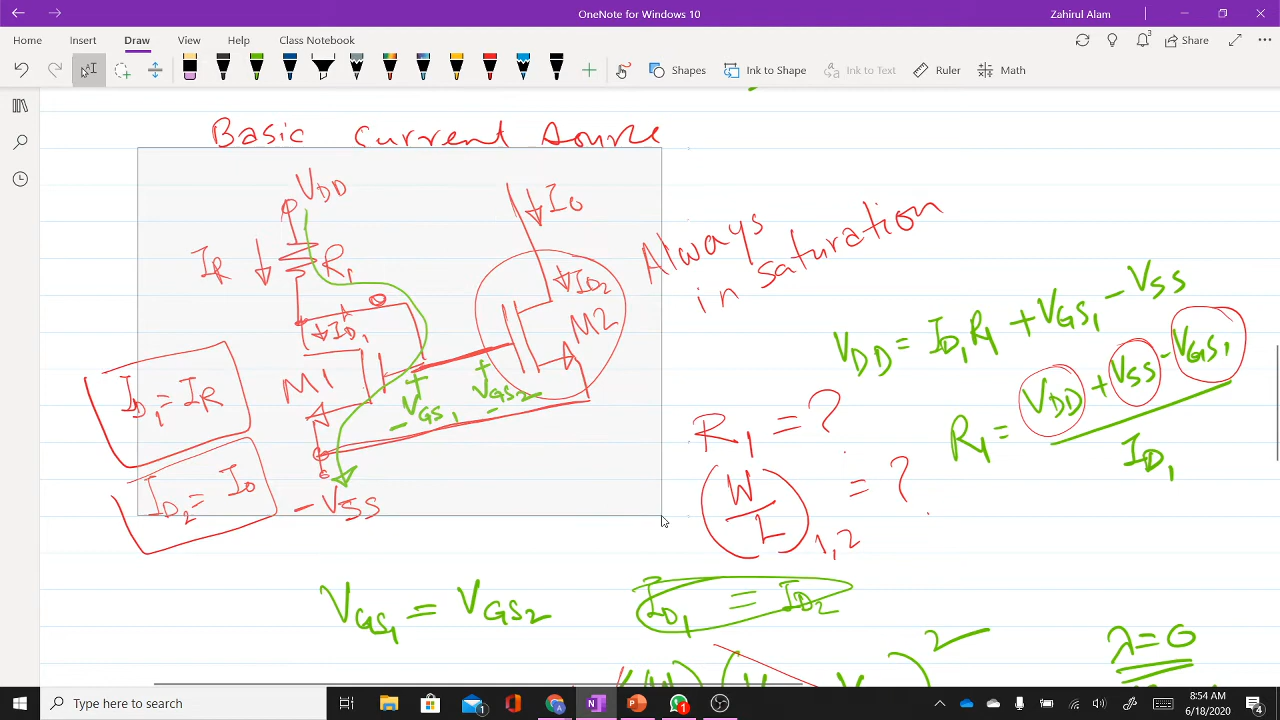 OneNote for Windows 10
Zahirul Alam
Home Insert Draw View Help Class Notebook
Share
Shapes Ink to Shape Ink to Text Ruler Math
Basic Current Source
VDD
IR
R1
IO
ID2
M2
ID1
M1
+ VGS1 -
+ VGS2 -
-VSS
ID1 = IR
ID2 = IO
Always
in saturation
VDD = ID1R1 + VGS1 - VSS
R1 = VDD + VSS - VGS1
ID1
R1 = ?
W
L 1,2 = ?
VGS1 = VGS2
ID1 = ID2
2
λ=0
Type here to search
8:54 AM
6/18/2020